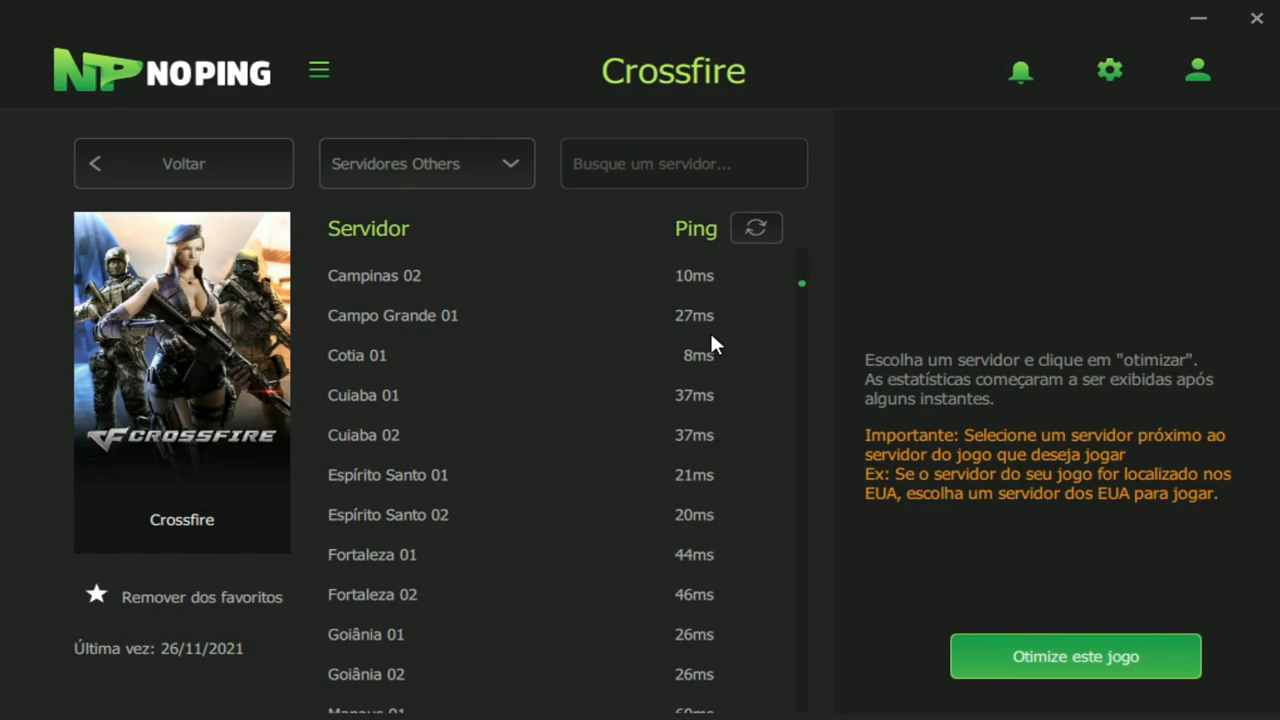 NP NOPING
Crossfire
Voltar
Servidores Others
Busque um servidor...
Servidor Ping
Campinas 02 10ms
Campo Grande 01 27ms
Cotia 01 8ms
Cuiaba 01 37ms
Cuiaba 02 37ms
Espírito Santo 01 21ms
Espírito Santo 02 20ms
Fortaleza 01 44ms
Fortaleza 02 46ms
Goiânia 01 26ms
Goiânia 02 26ms
CF CROSSFIRE
Crossfire
Remover dos favoritos
Última vez: 26/11/2021
Escolha um servidor e clique em "otimizar".
As estatísticas começaram a ser exibidas após
alguns instantes.
Importante: Selecione um servidor próximo ao
servidor do jogo que deseja jogar
Ex: Se o servidor do seu jogo for localizado nos
EUA, escolha um servidor dos EUA para jogar.
Otimize este jogo